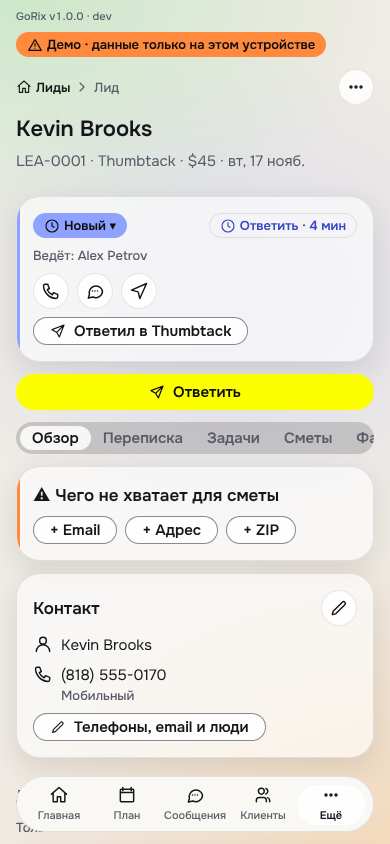 GoRix v1.0.0 · dev
Демо · данные только на этом устройстве
Лиды > Лид
Kevin Brooks
LEA-0001 · Thumbtack · $45 · вт, 17 нояб.
Новый ▾
Ответить · 4 мин
Ведёт: Alex Petrov
Ответил в Thumbtack
Ответить
Обзор Переписка Задачи Сметы
Чего не хватает для сметы
+ Email + Адрес + ZIP
Контакт
Kevin Brooks
(818) 555-0170
Мобильный
Телефоны, email и люди
Главная План Сообщения Клиенты Ещё